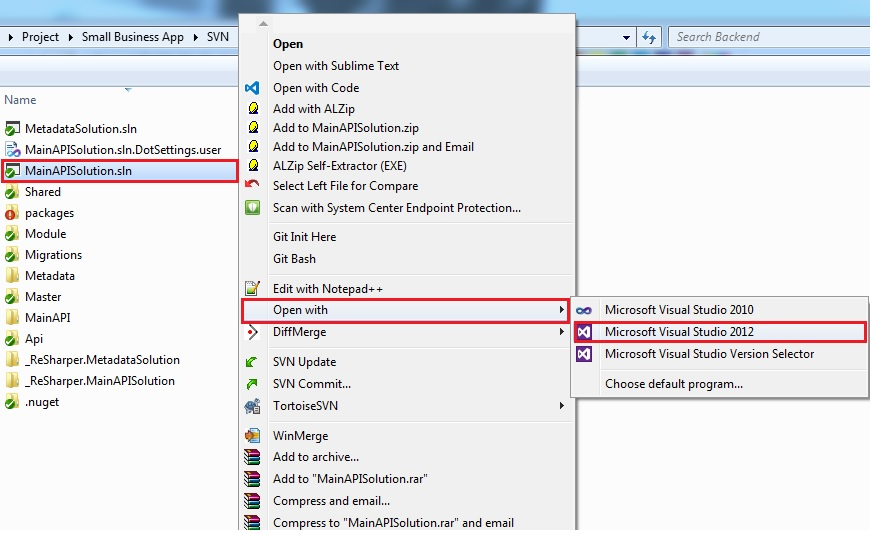 Project
Small Business App
SVN
Search Backend
Name
MetadataSolution.sln
MainAPISolution.sln.DotSettings.user
MainAPISolution.sln
Shared
packages
Module
Migrations
Metadata
Master
MainAPI
Api
_ReSharper.MetadataSolution
_ReSharper.MainAPISolution
.nuget
Open
Open with Sublime Text
Open with Code
Add with ALZip
Add to MainAPISolution.zip
Add to MainAPISolution.zip and Email
ALZip Self-Extractor (EXE)
Select Left File for Compare
Scan with System Center Endpoint Protection...
Git Init Here
Git Bash
Edit with Notepad++
Open with
DiffMerge
SVN Update
SVN Commit...
TortoiseSVN
WinMerge
Add to archive...
Add to "MainAPISolution.rar"
Compress and email...
Compress to "MainAPISolution.rar" and email
Microsoft Visual Studio 2010
Microsoft Visual Studio 2012
Microsoft Visual Studio Version Selector
Choose default program...